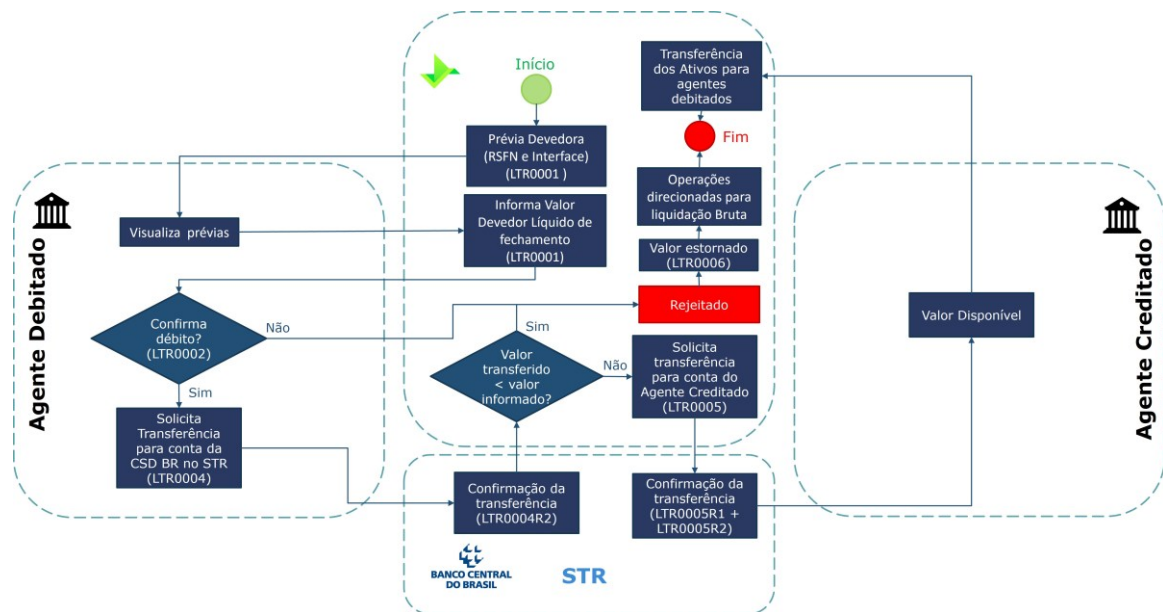 Início
Prévia Devedora
(RSFN e Interface)
(LTR0001 )
Informa Valor
Devedor Líquido de
fechamento
(LTR0001)
Transferência
dos Ativos para
agentes
debitados
Fim
Operações
direcionadas para
liquidação Bruta
Valor estornado
(LTR0006)
Rejeitado
Agente Debitado
Visualiza prévias
Confirma
débito?
(LTR0002)
Não
Sim
Solicita
Transferência
para conta da
CSD BR no STR
(LTR0004)
Sim
Valor
transferido
< valor
informado?
Não
Solicita
transferência
para conta do
Agente Creditado
(LTR0005)
Confirmação da
transferência
(LTR0004R2)
Confirmação da
transferência
(LTR0005R1 +
LTR0005R2)
BANCO CENTRAL
DO BRASIL
STR
Valor Disponível
Agente Creditado